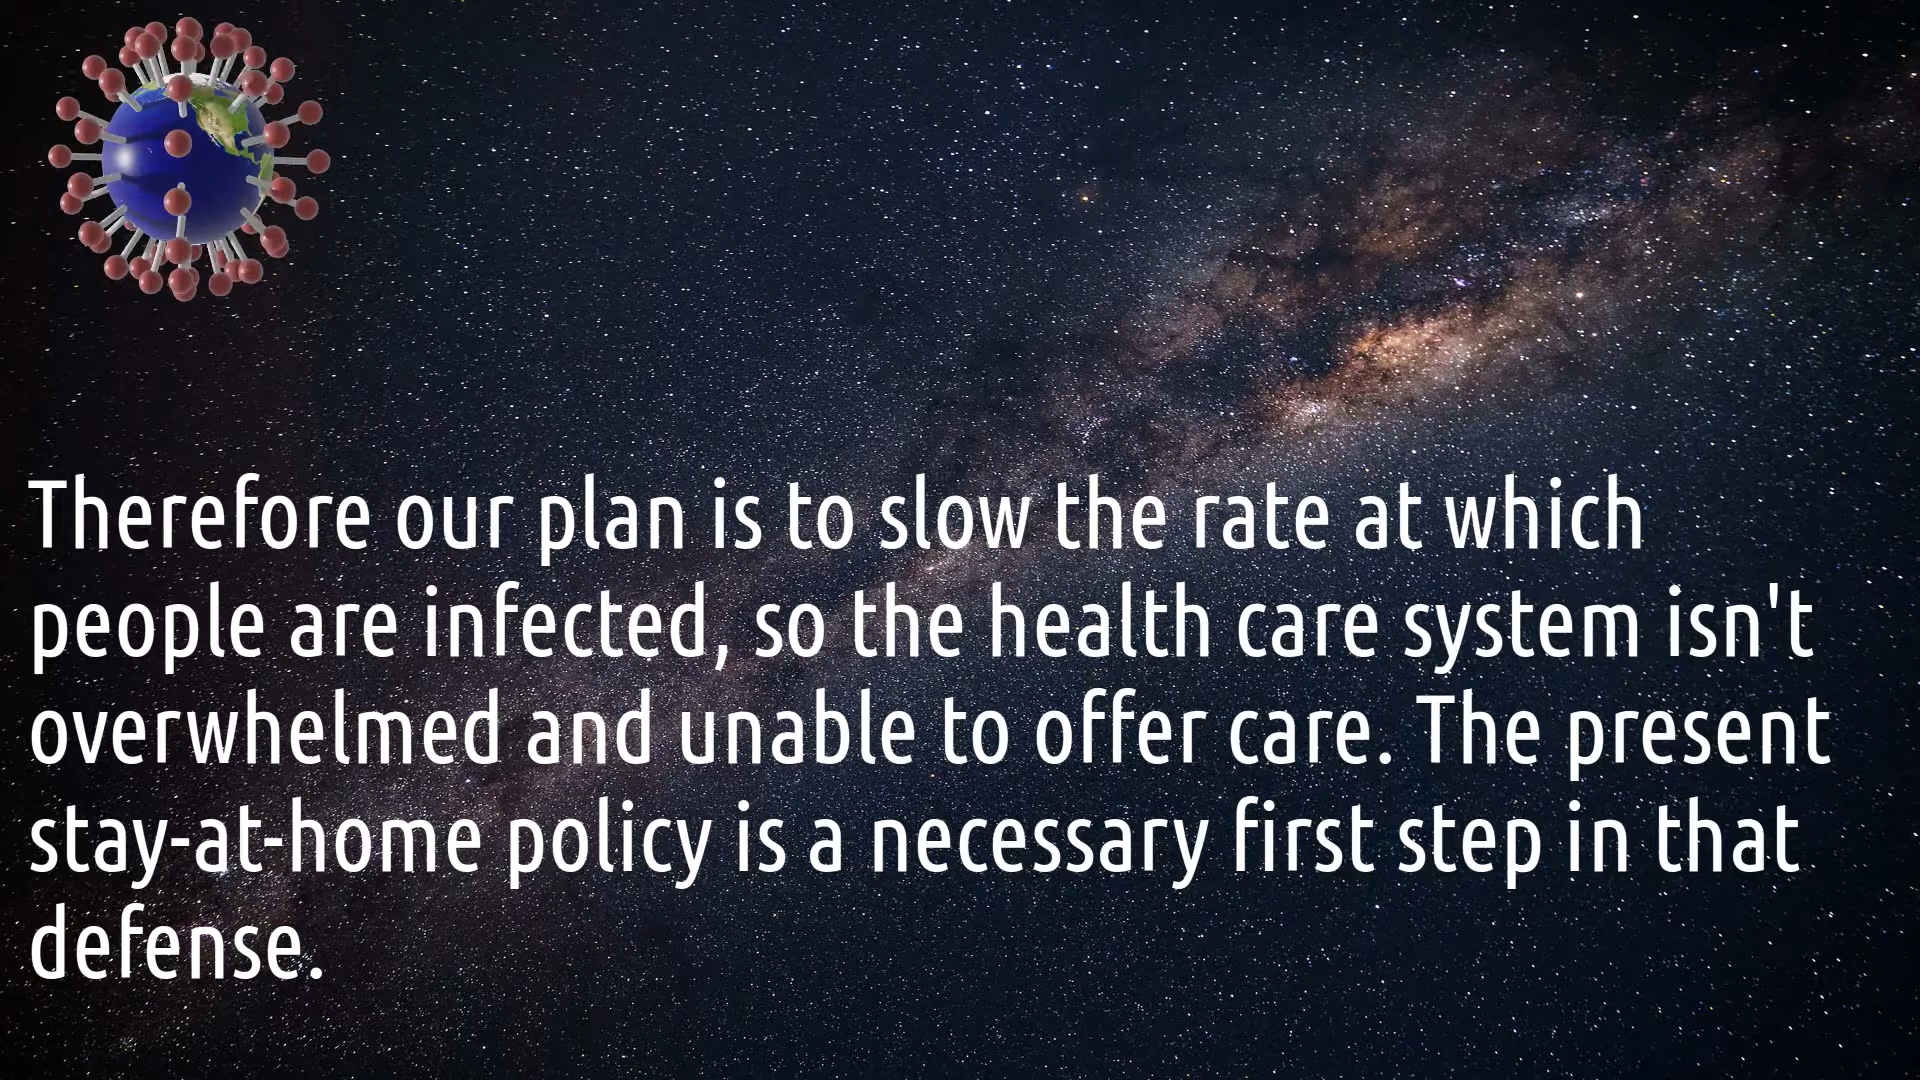 Therefore our plan is to slow the rate at which
people are infected, so the health care system isn't
overwhelmed and unable to offer care. The present
stay-at-home policy is a necessary first step in that
defense.